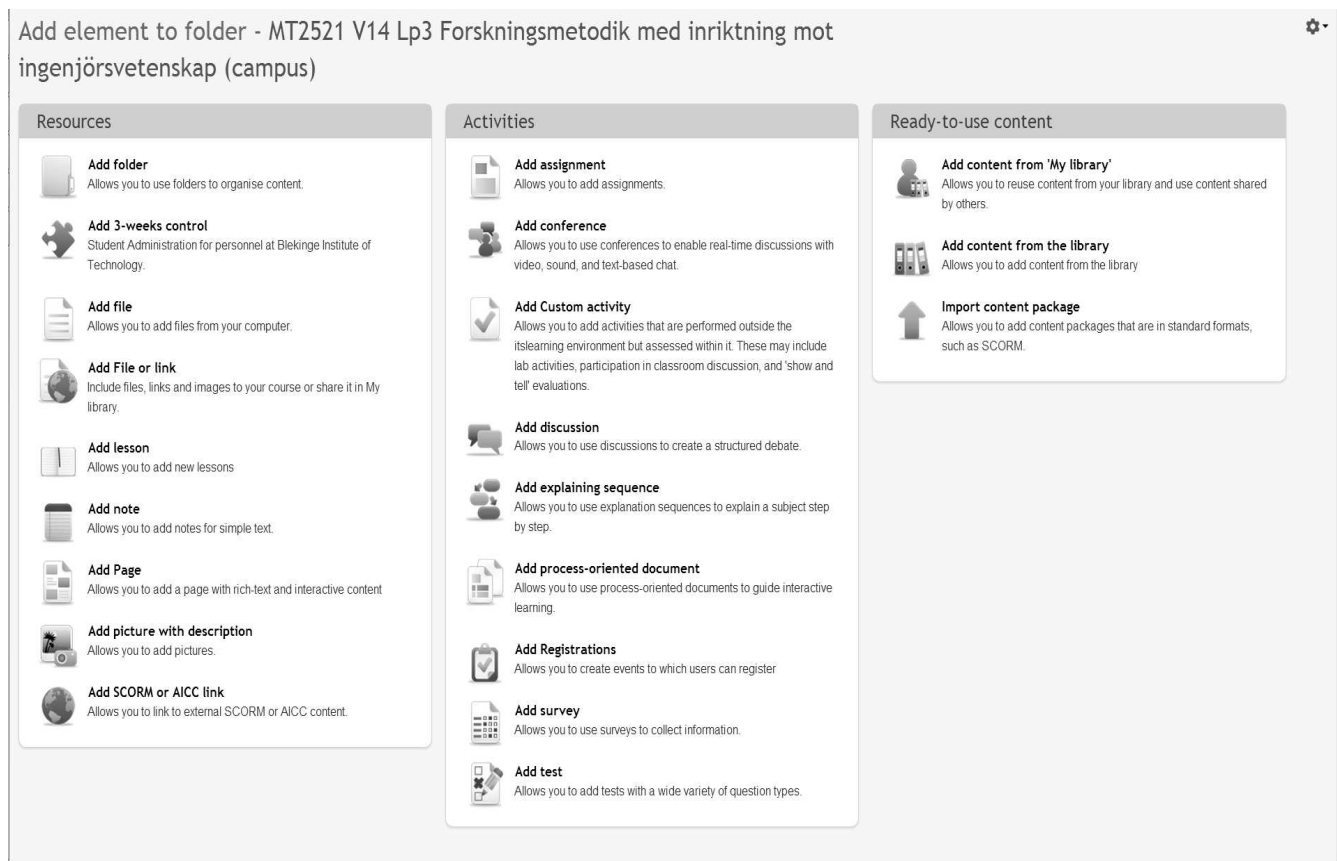 Add element to folder - MT2521 V14 Lp3 Forskningsmetodik med inriktning mot
ingenjörsvetenskap (campus)
Resources
Add folder
Allows you to use folders to organise content.
Add 3-weeks control
Student Administration for personnel at Blekinge Institute of
Technology.
Add file
Allows you to add files from your computer.
Add File or link
Include files, links and images to your course or share it in My
library.
Add lesson
Allows you to add new lessons
Add note
Allows you to add notes for simple text.
Add Page
Allows you to add a page with rich-text and interactive content
Add picture with description
Allows you to add pictures.
Add SCORM or AICC link
Allows you to link to external SCORM or AICC content.
Activities
Add assignment
Allows you to add assignments.
Add conference
Allows you to use conferences to enable real-time discussions with
video, sound, and text-based chat.
Add Custom activity
Allows you to add activities that are performed outside the
itslearning environment but assessed within it. These may include
lab activities, participation in classroom discussion, and 'show and
tell' evaluations.
Add discussion
Allows you to use discussions to create a structured debate.
Add explaining sequence
Allows you to use explanation sequences to explain a subject step
by step.
Add process-oriented document
Allows you to use process-oriented documents to guide interactive
learning.
Add Registrations
Allows you to create events to which users can register
Add survey
Allows you to use surveys to collect information.
Add test
Allows you to add tests with a wide variety of question types.
Ready-to-use content
Add content from 'My library'
Allows you to reuse content from your library and use content shared
by others.
Add content from the library
Allows you to add content from the library
Import content package
Allows you to add content packages that are in standard formats,
such as SCORM.